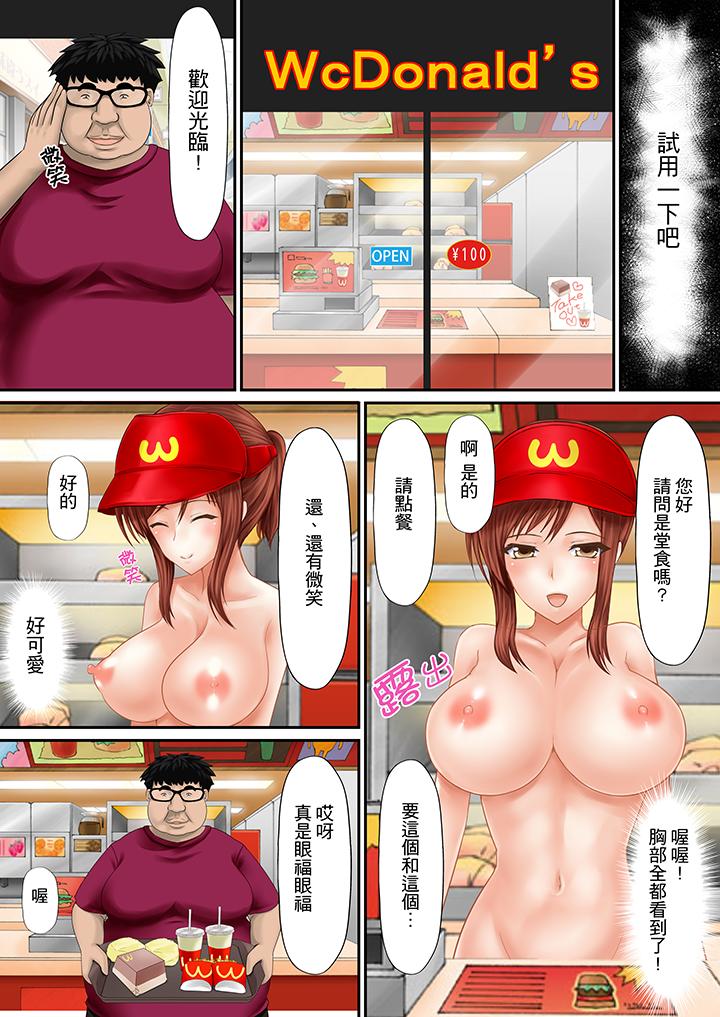 試用一下吧
WcDonald's
OPEN
¥100
Take
Out
歡迎光臨！
微笑
您好
請問是堂食嗎？
啊 是的
請點餐
露出
喔喔！
胸部全都看到了！
要這個和這個…
還、還有微笑
好的
微笑
好可愛
哎呀
真是眼福眼福
喔